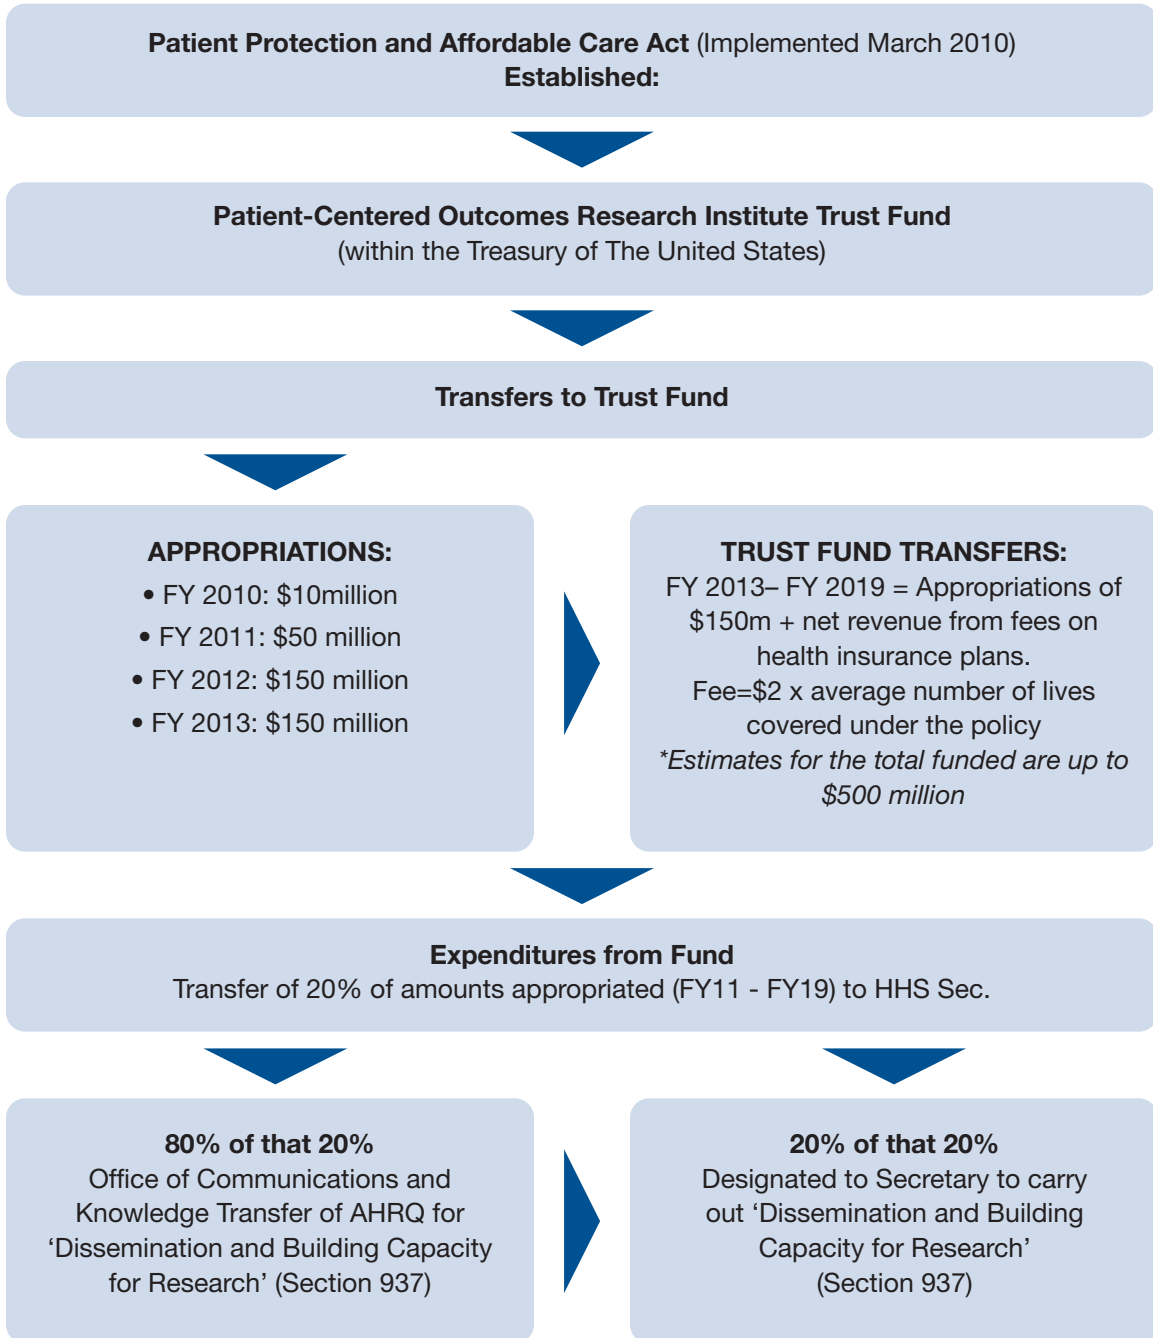 Patient Protection and Affordable Care Act (Implemented March 2010)
Established:
Patient-Centered Outcomes Research Institute Trust Fund
(within the Treasury of The United States)
Transfers to Trust Fund
APPROPRIATIONS:
• FY 2010: $10million
• FY 2011: $50 million
• FY 2012: $150 million
• FY 2013: $150 million
TRUST FUND TRANSFERS:
FY 2013– FY 2019 = Appropriations of
$150m + net revenue from fees on
health insurance plans.
Fee=$2 x average number of lives
covered under the policy
*Estimates for the total funded are up to
$500 million
Expenditures from Fund
Transfer of 20% of amounts appropriated (FY11 - FY19) to HHS Sec.
80% of that 20%
Office of Communications and
Knowledge Transfer of AHRQ for
‘Dissemination and Building Capacity
for Research’ (Section 937)
20% of that 20%
Designated to Secretary to carry
out ‘Dissemination and Building
Capacity for Research’
(Section 937)